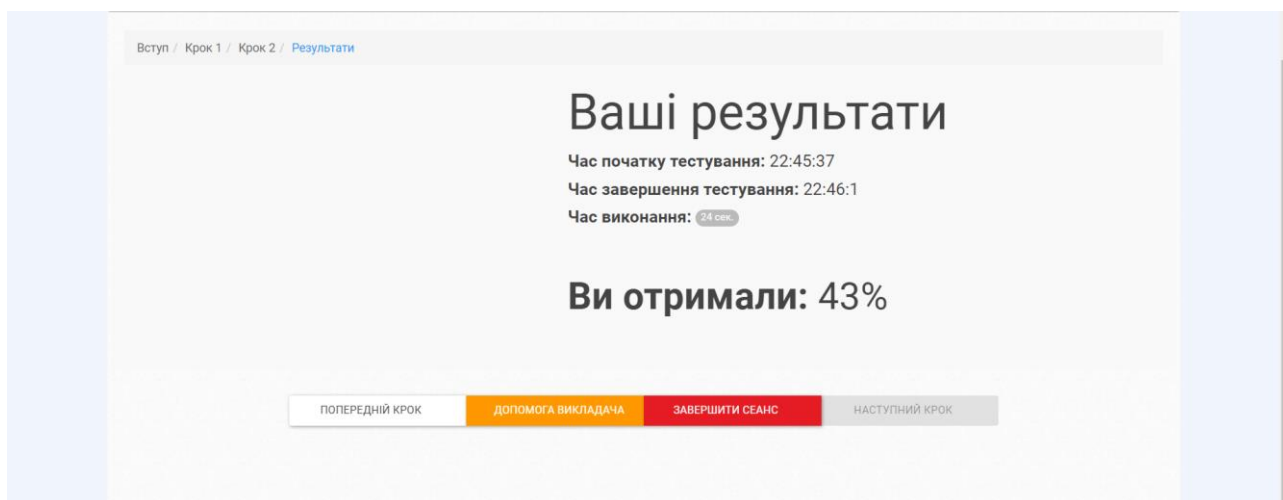 Вступ / Крок 1 / Крок 2 / Результати
Ваші результати
Час початку тестування: 22:45:37
Час завершення тестування: 22:46:1
Час виконання: 24 сек.
Ви отримали: 43%
ПОПЕРЕДНІЙ КРОК ДОПОМОГА ВИКЛАДАЧА ЗАВЕРШИТИ СЕАНС НАСТУПНИЙ КРОК